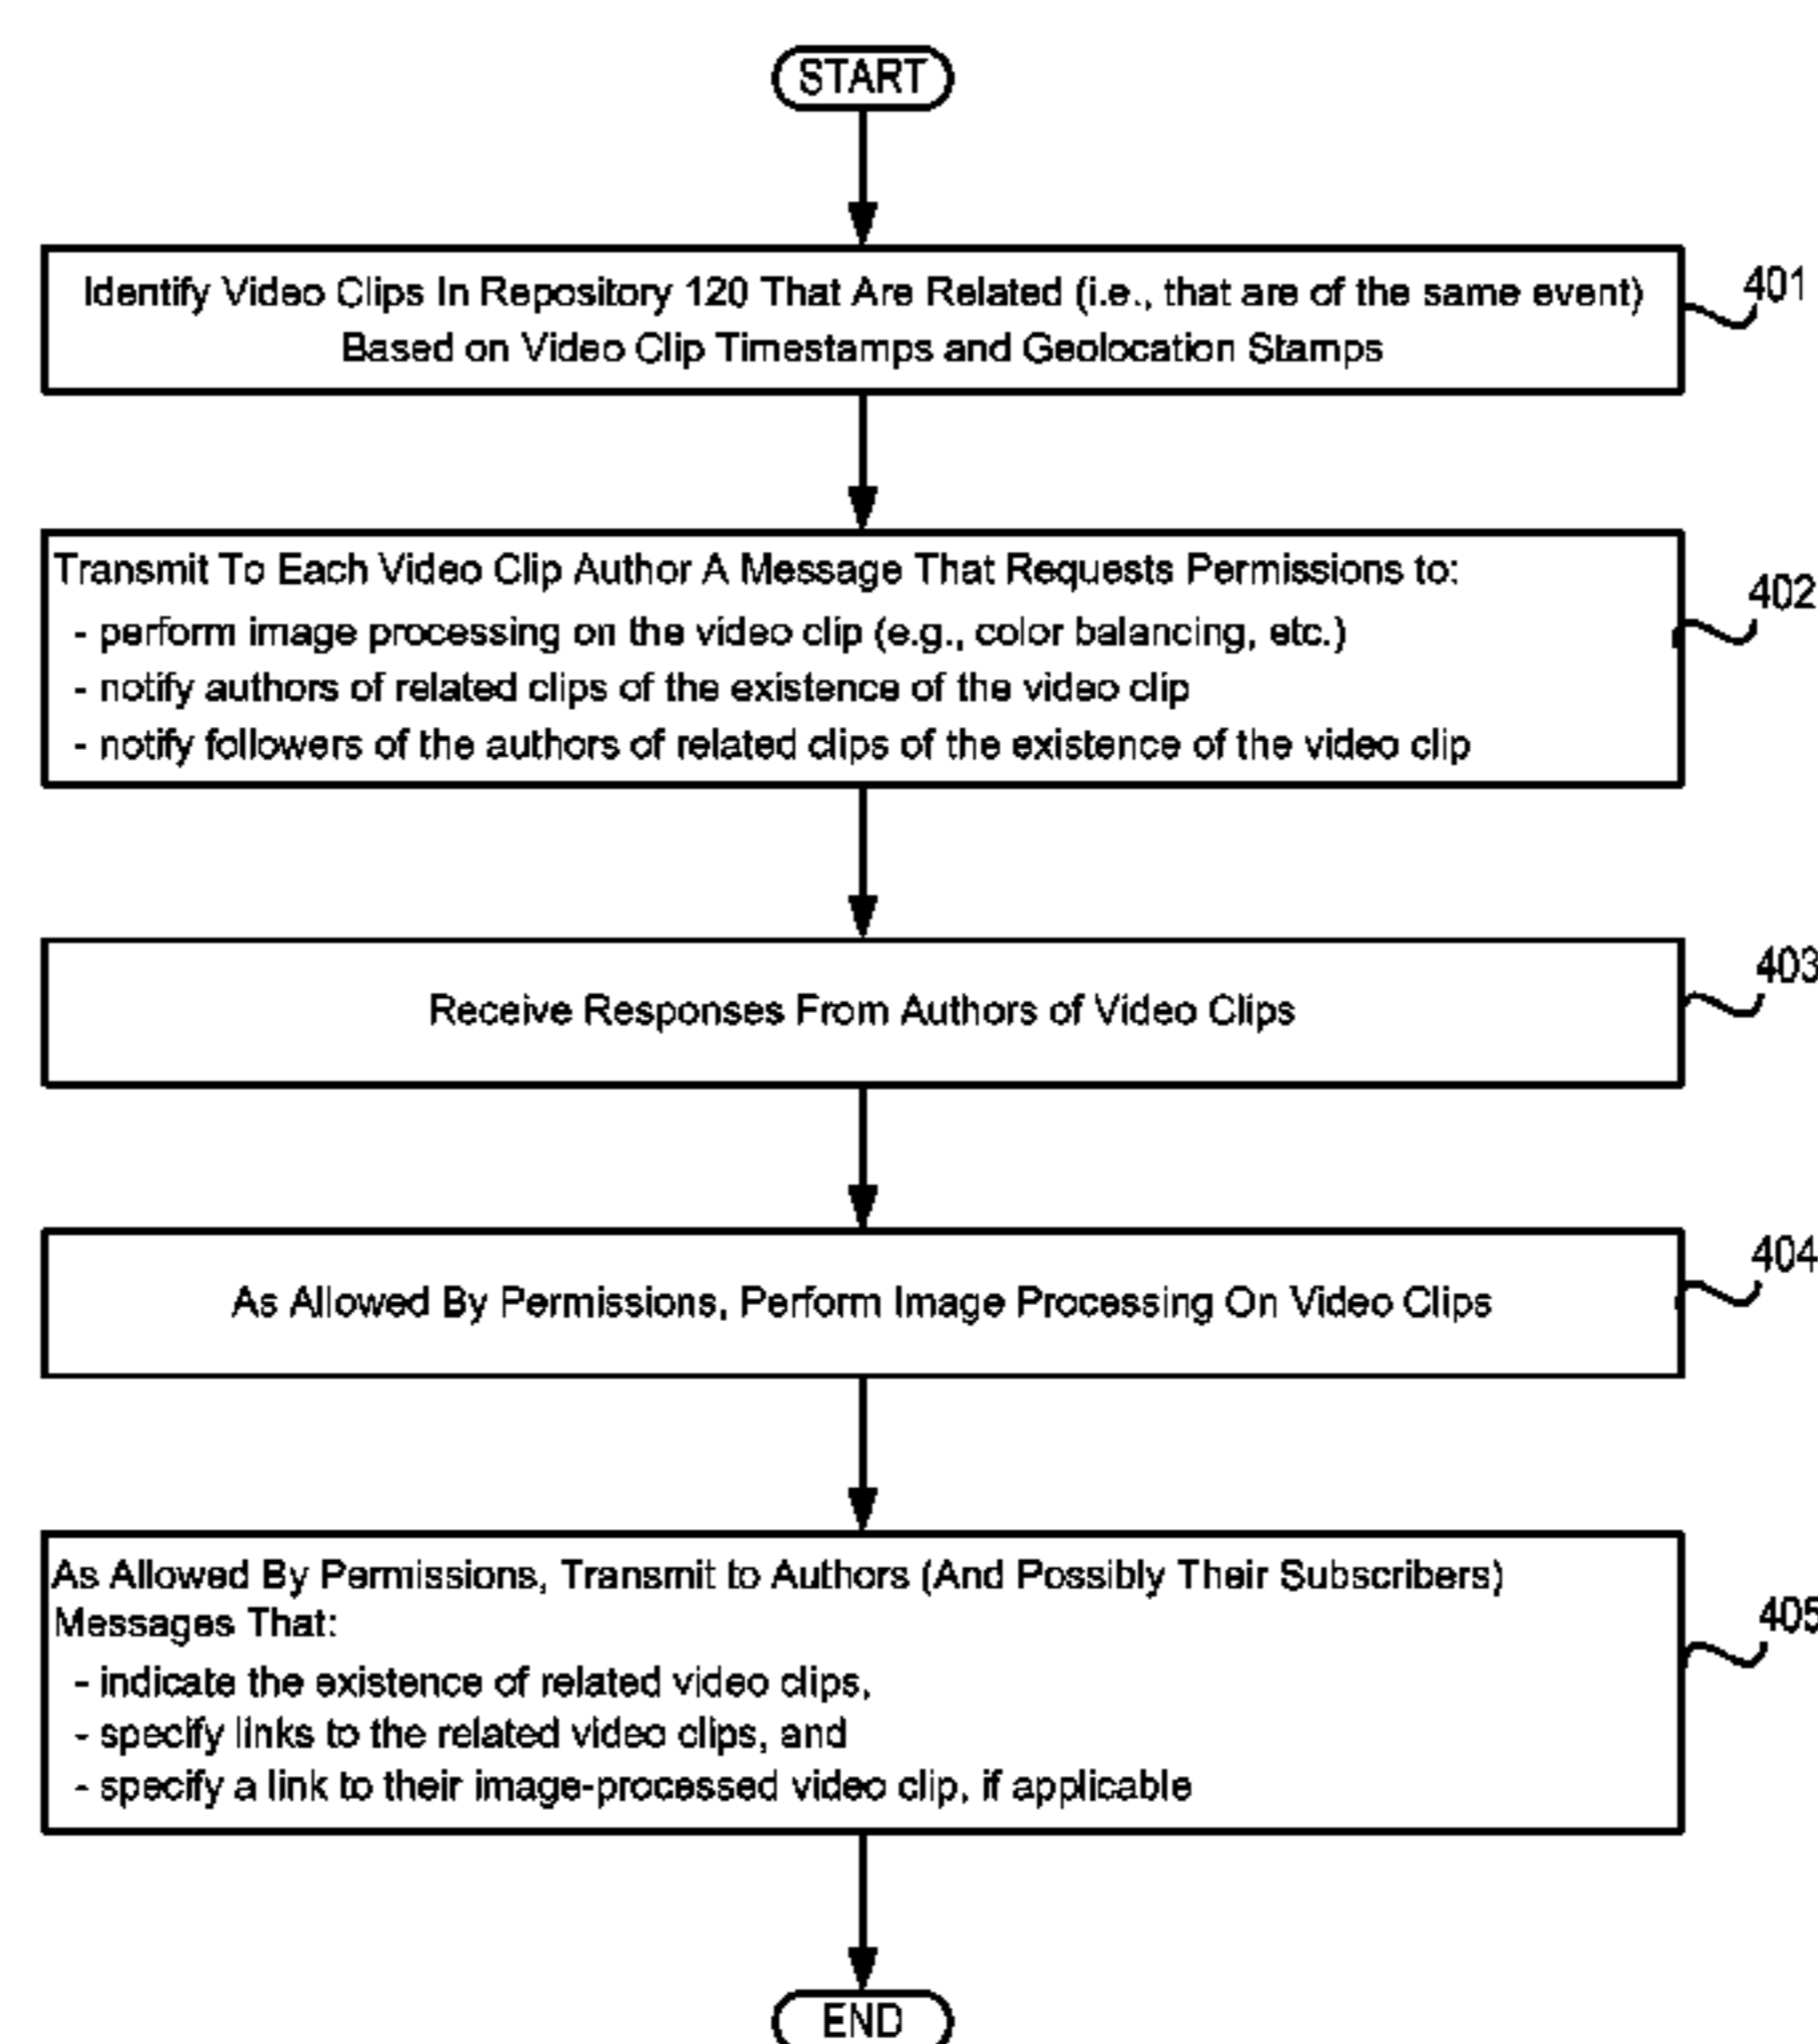 START
Identify Video Clips In Repository 120 That Are Related (i.e., that are of the same event)
Based on Video Clip Timestamps and Geolocation Stamps
401
Transmit To Each Video Clip Author A Message That Requests Permissions to:
- perform image processing on the video clip (e.g., color balancing, etc.)
- notify authors of related clips of the existence of the video clip
- notify followers of the authors of related clips of the existence of the video clip
402
Receive Responses From Authors of Video Clips
403
As Allowed By Permissions, Perform Image Processing On Video Clips
404
As Allowed By Permissions, Transmit to Authors (And Possibly Their Subscribers)
Messages That:
- indicate the existence of related video clips,
- specify links to the related video clips, and
- specify a link to their image-processed video clip, if applicable
405
END